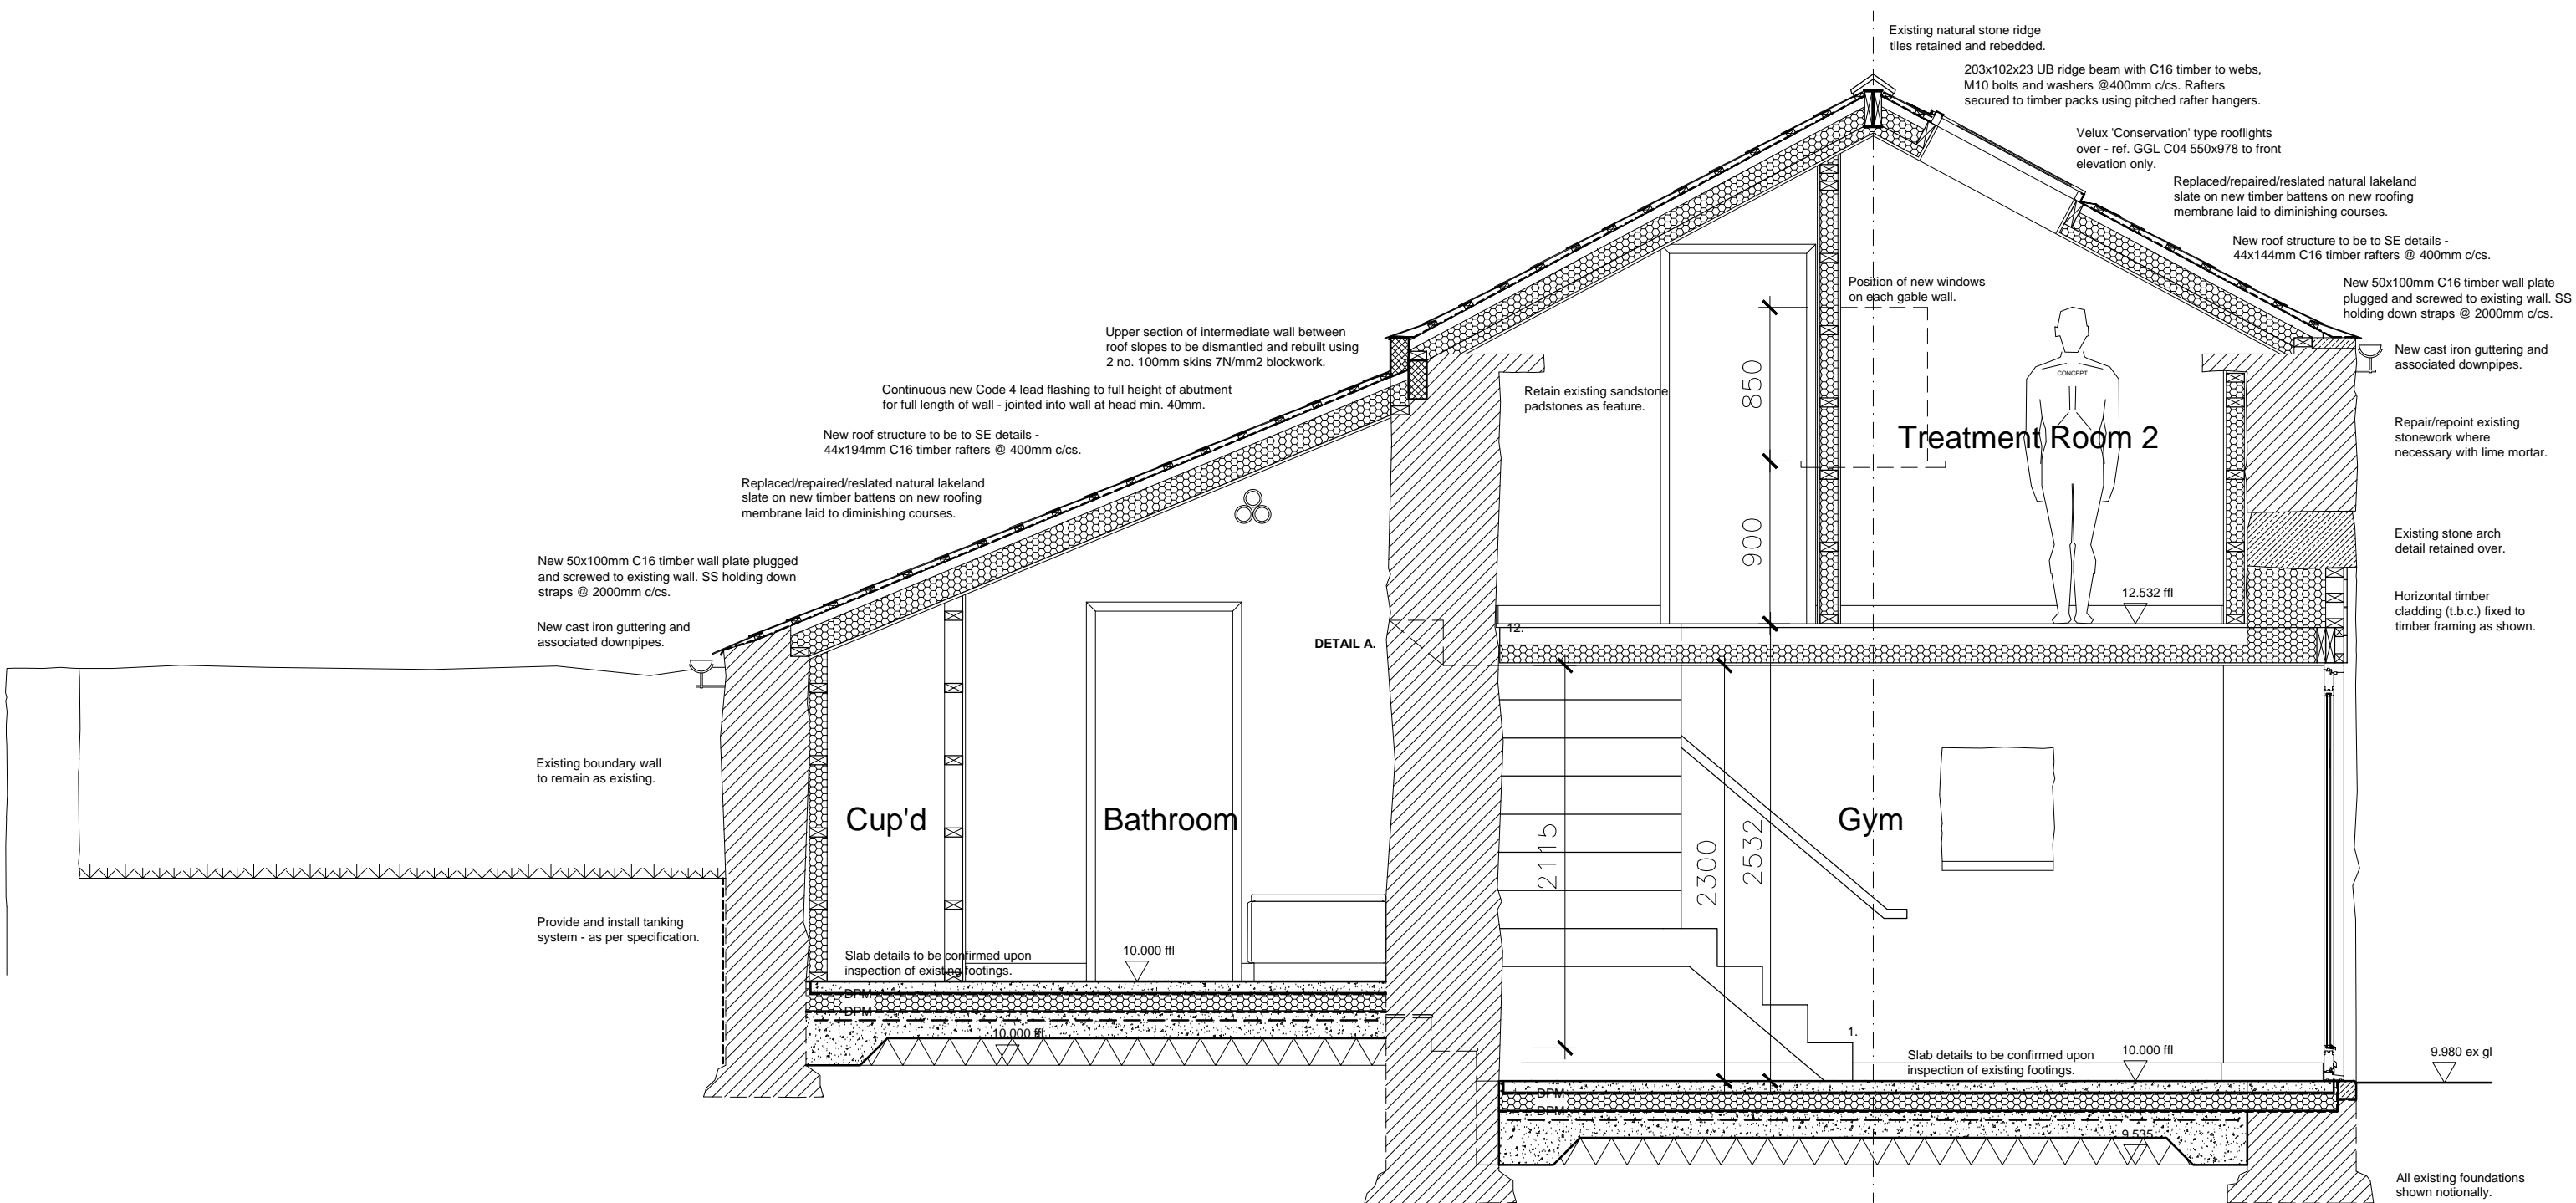 Existing natural stone ridge
tiles retained and rebedded.
203x102x23 UB ridge beam with C16 timber to webs,
M10 bolts and washers @400mm c/cs. Rafters
secured to timber packs using pitched rafter hangers.
Velux 'Conservation' type rooflights
over - ref. GGL C04 550x978 to front
elevation only.
Replaced/repaired/reslated natural lakeland
slate on new timber battens on new roofing
membrane laid to diminishing courses.
New roof structure to be to SE details -
44x144mm C16 timber rafters @ 400mm c/cs.
New 50x100mm C16 timber wall plate
plugged and screwed to existing wall. SS
holding down straps @ 2000mm c/cs.
New cast iron guttering and
associated downpipes.
Repair/repoint existing
stonework where
necessary with lime mortar.
Existing stone arch
detail retained over.
Horizontal timber
cladding (t.b.c.) fixed to
timber framing as shown.
Position of new windows
on each gable wall.
Upper section of intermediate wall between
roof slopes to be dismantled and rebuilt using
2 no. 100mm skins 7N/mm2 blockwork.
Continuous new Code 4 lead flashing to full height of abutment
for full length of wall - jointed into wall at head min. 40mm.
New roof structure to be to SE details -
44x194mm C16 timber rafters @ 400mm c/cs.
Replaced/repaired/reslated natural lakeland
slate on new timber battens on new roofing
membrane laid to diminishing courses.
New 50x100mm C16 timber wall plate plugged
and screwed to existing wall. SS holding down
straps @ 2000mm c/cs.
New cast iron guttering and
associated downpipes.
Retain existing sandstone
padstones as feature.
850
900
CONCEPT
Treatment Room 2
12.532 ffl
DETAIL A.
12.
Existing boundary wall
to remain as existing.
Cup'd
Bathroom
Gym
2115
2300
2532
Provide and install tanking
system - as per specification.
Slab details to be confirmed upon
inspection of existing footings.
10.000 ffl
DPM
DPM
10.000 ffl
1.
Slab details to be confirmed upon
inspection of existing footings.
10.000 ffl
9.980 ex gl
DPM
DPM
9.535
All existing foundations
shown notionally.